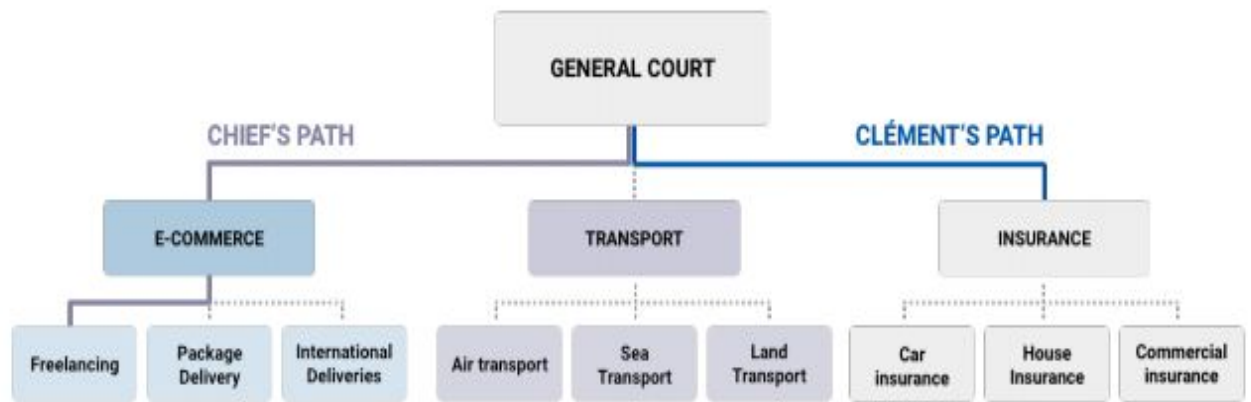 GENERAL COURT
CHIEF'S PATH
CLÉMENT'S PATH
E-COMMERCE
TRANSPORT
INSURANCE
Freelancing
Package
Delivery
International
Deliveries
Air transport
Sea
Transport
Land
Transport
Car
insurance
House
Insurance
Commercial
insurance